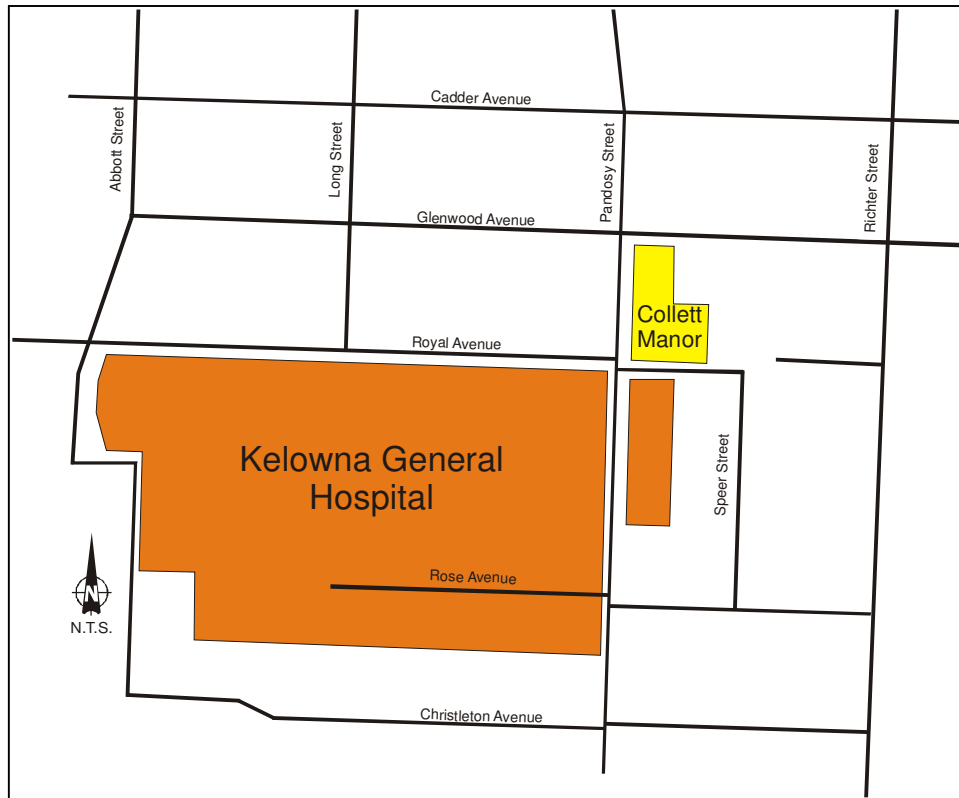 Cadder Avenue
Abbott Street
Long Street
Pandosy Street
Richter Street
Glenwood Avenue
Collett
Manor
Royal Avenue
Kelowna General
Hospital
Speer Street
Rose Avenue
N
N.T.S.
Christleton Avenue